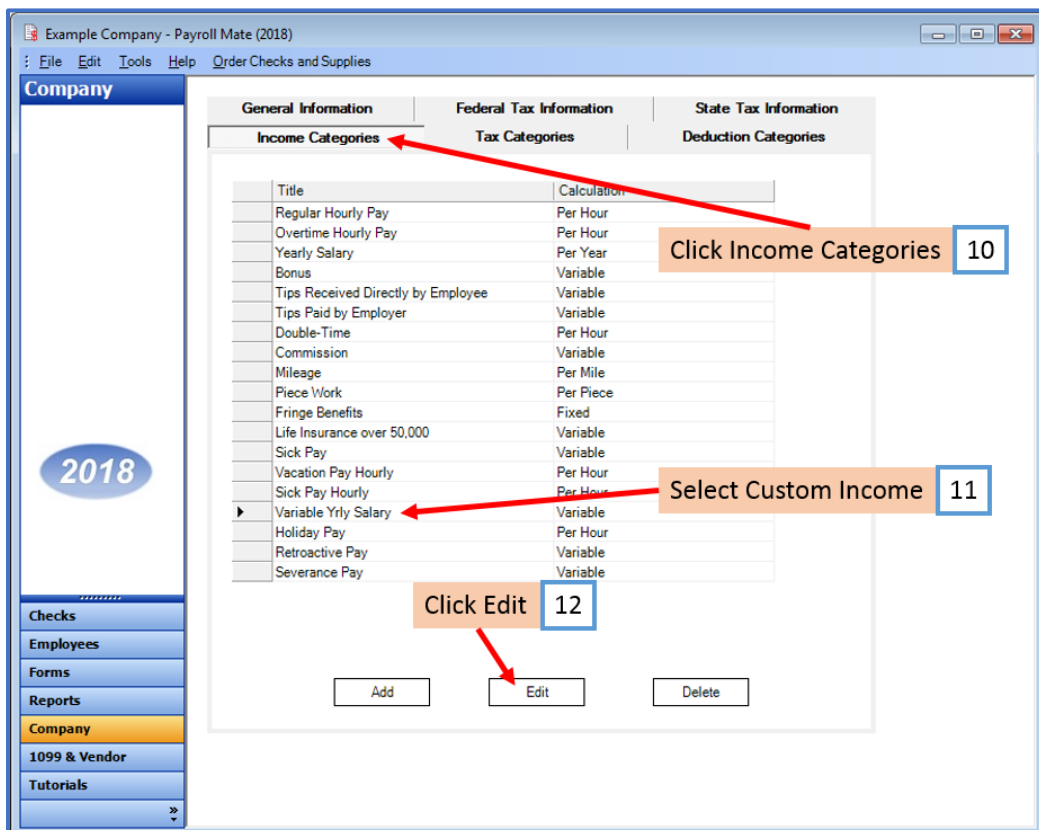 Example Company - Payroll Mate (2018)
File Edit Tools Help Order Checks and Supplies
Company
General Information Federal Tax Information State Tax Information
Income Categories Tax Categories Deduction Categories
Title Calculation
Regular Hourly Pay Per Hour
Overtime Hourly Pay Per Hour
Yearly Salary Per Year
Click Income Categories 10
Bonus Variable
Tips Received Directly by Employee Variable
Tips Paid by Employer Variable
Double-Time Per Hour
Commission Variable
Mileage Per Mile
Piece Work Per Piece
Fringe Benefits Fixed
Life Insurance over 50,000 Variable
Sick Pay Variable
2018
Vacation Pay Hourly Per Hour
Sick Pay Hourly Per Hour
Select Custom Income 11
Variable Yrly Salary Variable
Holiday Pay Per Hour
Retroactive Pay Variable
Severance Pay Variable
Click Edit 12
Checks
Employees
Forms
Reports
Company
1099 & Vendor
Tutorials
Add Edit Delete